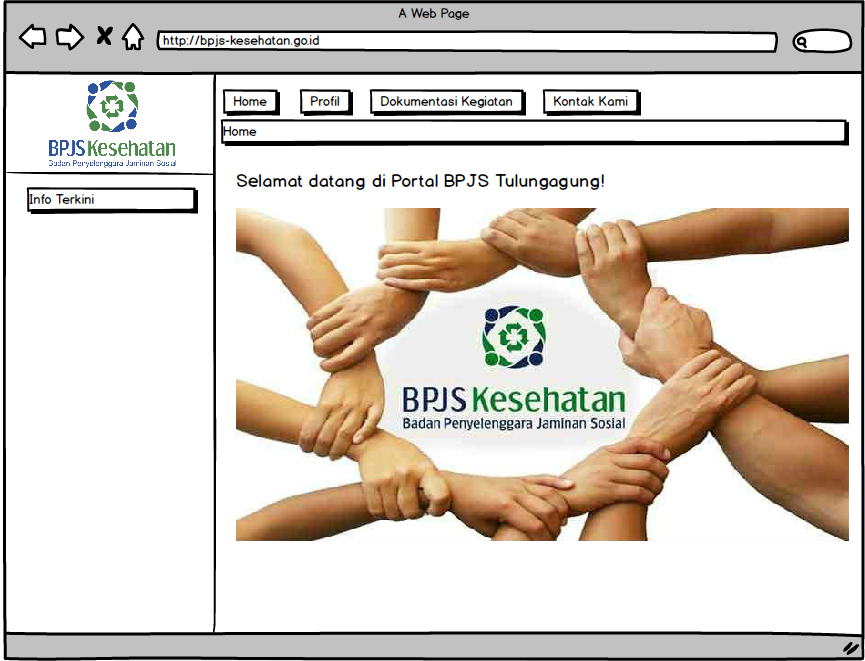 A Web Page
http://bpjs-kesehatan.go.id
BPJS Kesehatan
Badan Penyelenggara Jaminan Sosial
Info Terkini
Home
Profil
Dokumentasi Kegiatan
Kontak Kami
Home
Selamat datang di Portal BPJS Tulungagung!
BPJS Kesehatan
Badan Penyelenggara Jaminan Sosial